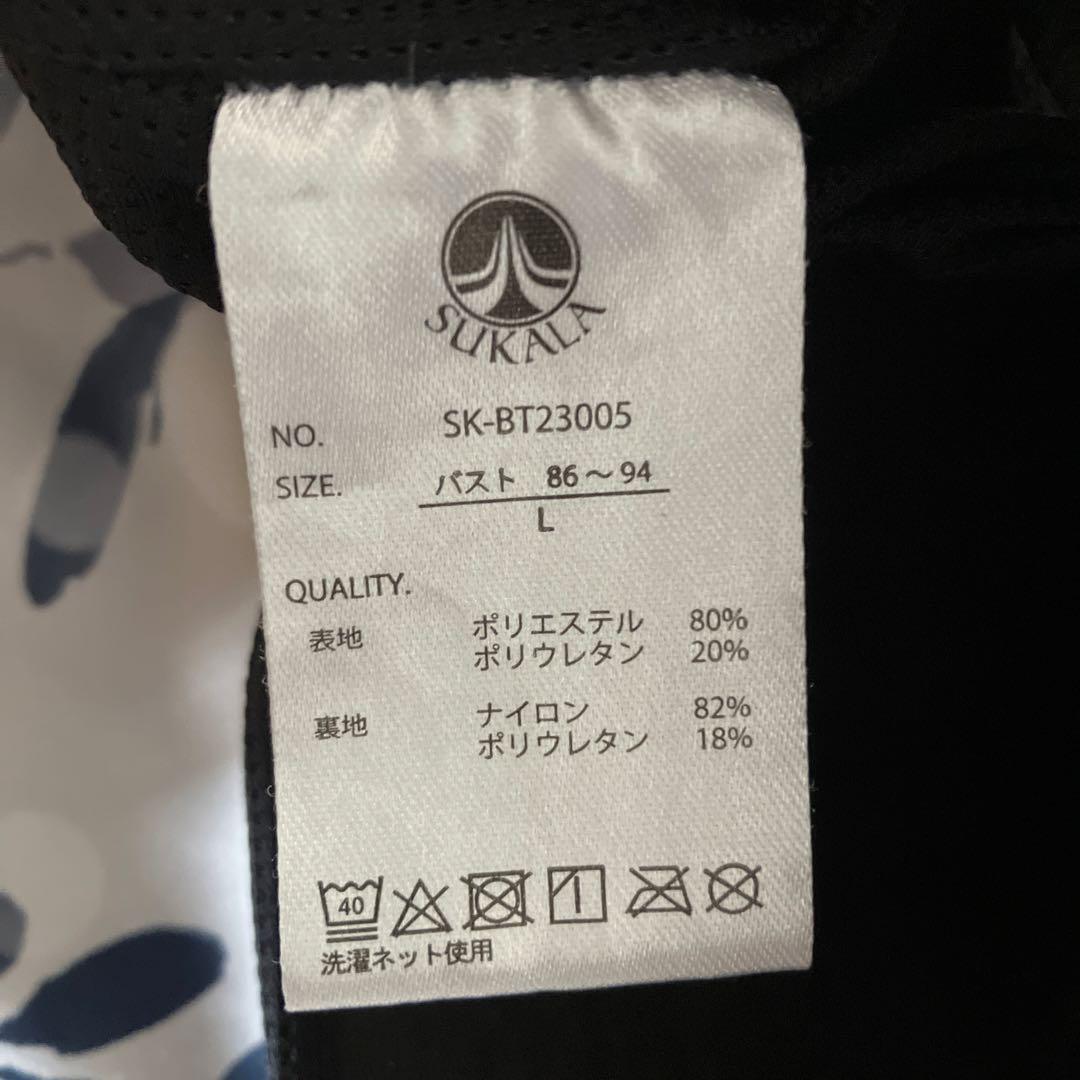 SUKALA
NO. SK-BT23005
SIZE. バスト 86～94
L
QUALITY.
表地 ポリエステル 80%
ポリウレタン 20%
裏地 ナイロン 82%
ポリウレタン 18%
40
洗濯ネット使用